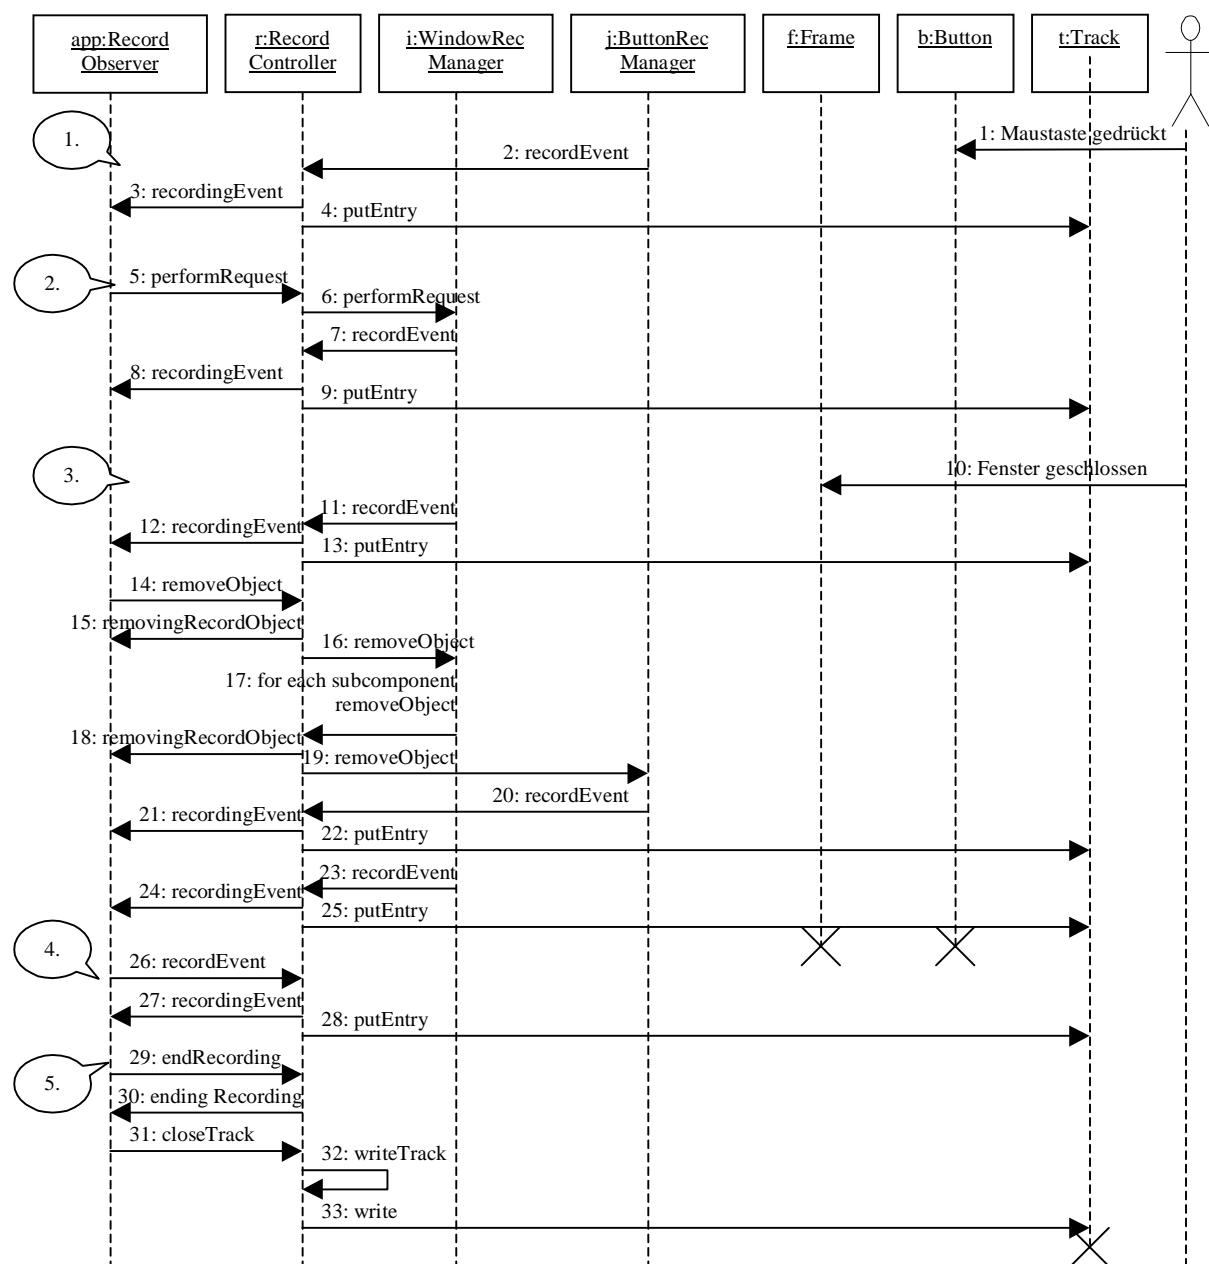 app:Record
Observer
r:Record
Controller
i:WindowRec
Manager
j:ButtonRec
Manager
f:Frame
b:Button
t:Track
1.
1: Maustaste gedrückt
2: recordEvent
3: recordingEvent
4: putEntry
2.
5: performRequest
6: performRequest
7: recordEvent
8: recordingEvent
9: putEntry
3.
10: Fenster geschlossen
11: recordEvent
12: recordingEvent
13: putEntry
14: removeObject
15: removingRecordObject
16: removeObject
17: for each subcomponent
removeObject
18: removingRecordObject
19: removeObject
20: recordEvent
21: recordingEvent
22: putEntry
23: recordEvent
24: recordingEvent
25: putEntry
4.
26: recordEvent
27: recordingEvent
28: putEntry
29: endRecording
5.
30: ending Recording
31: closeTrack
32: writeTrack
33: write